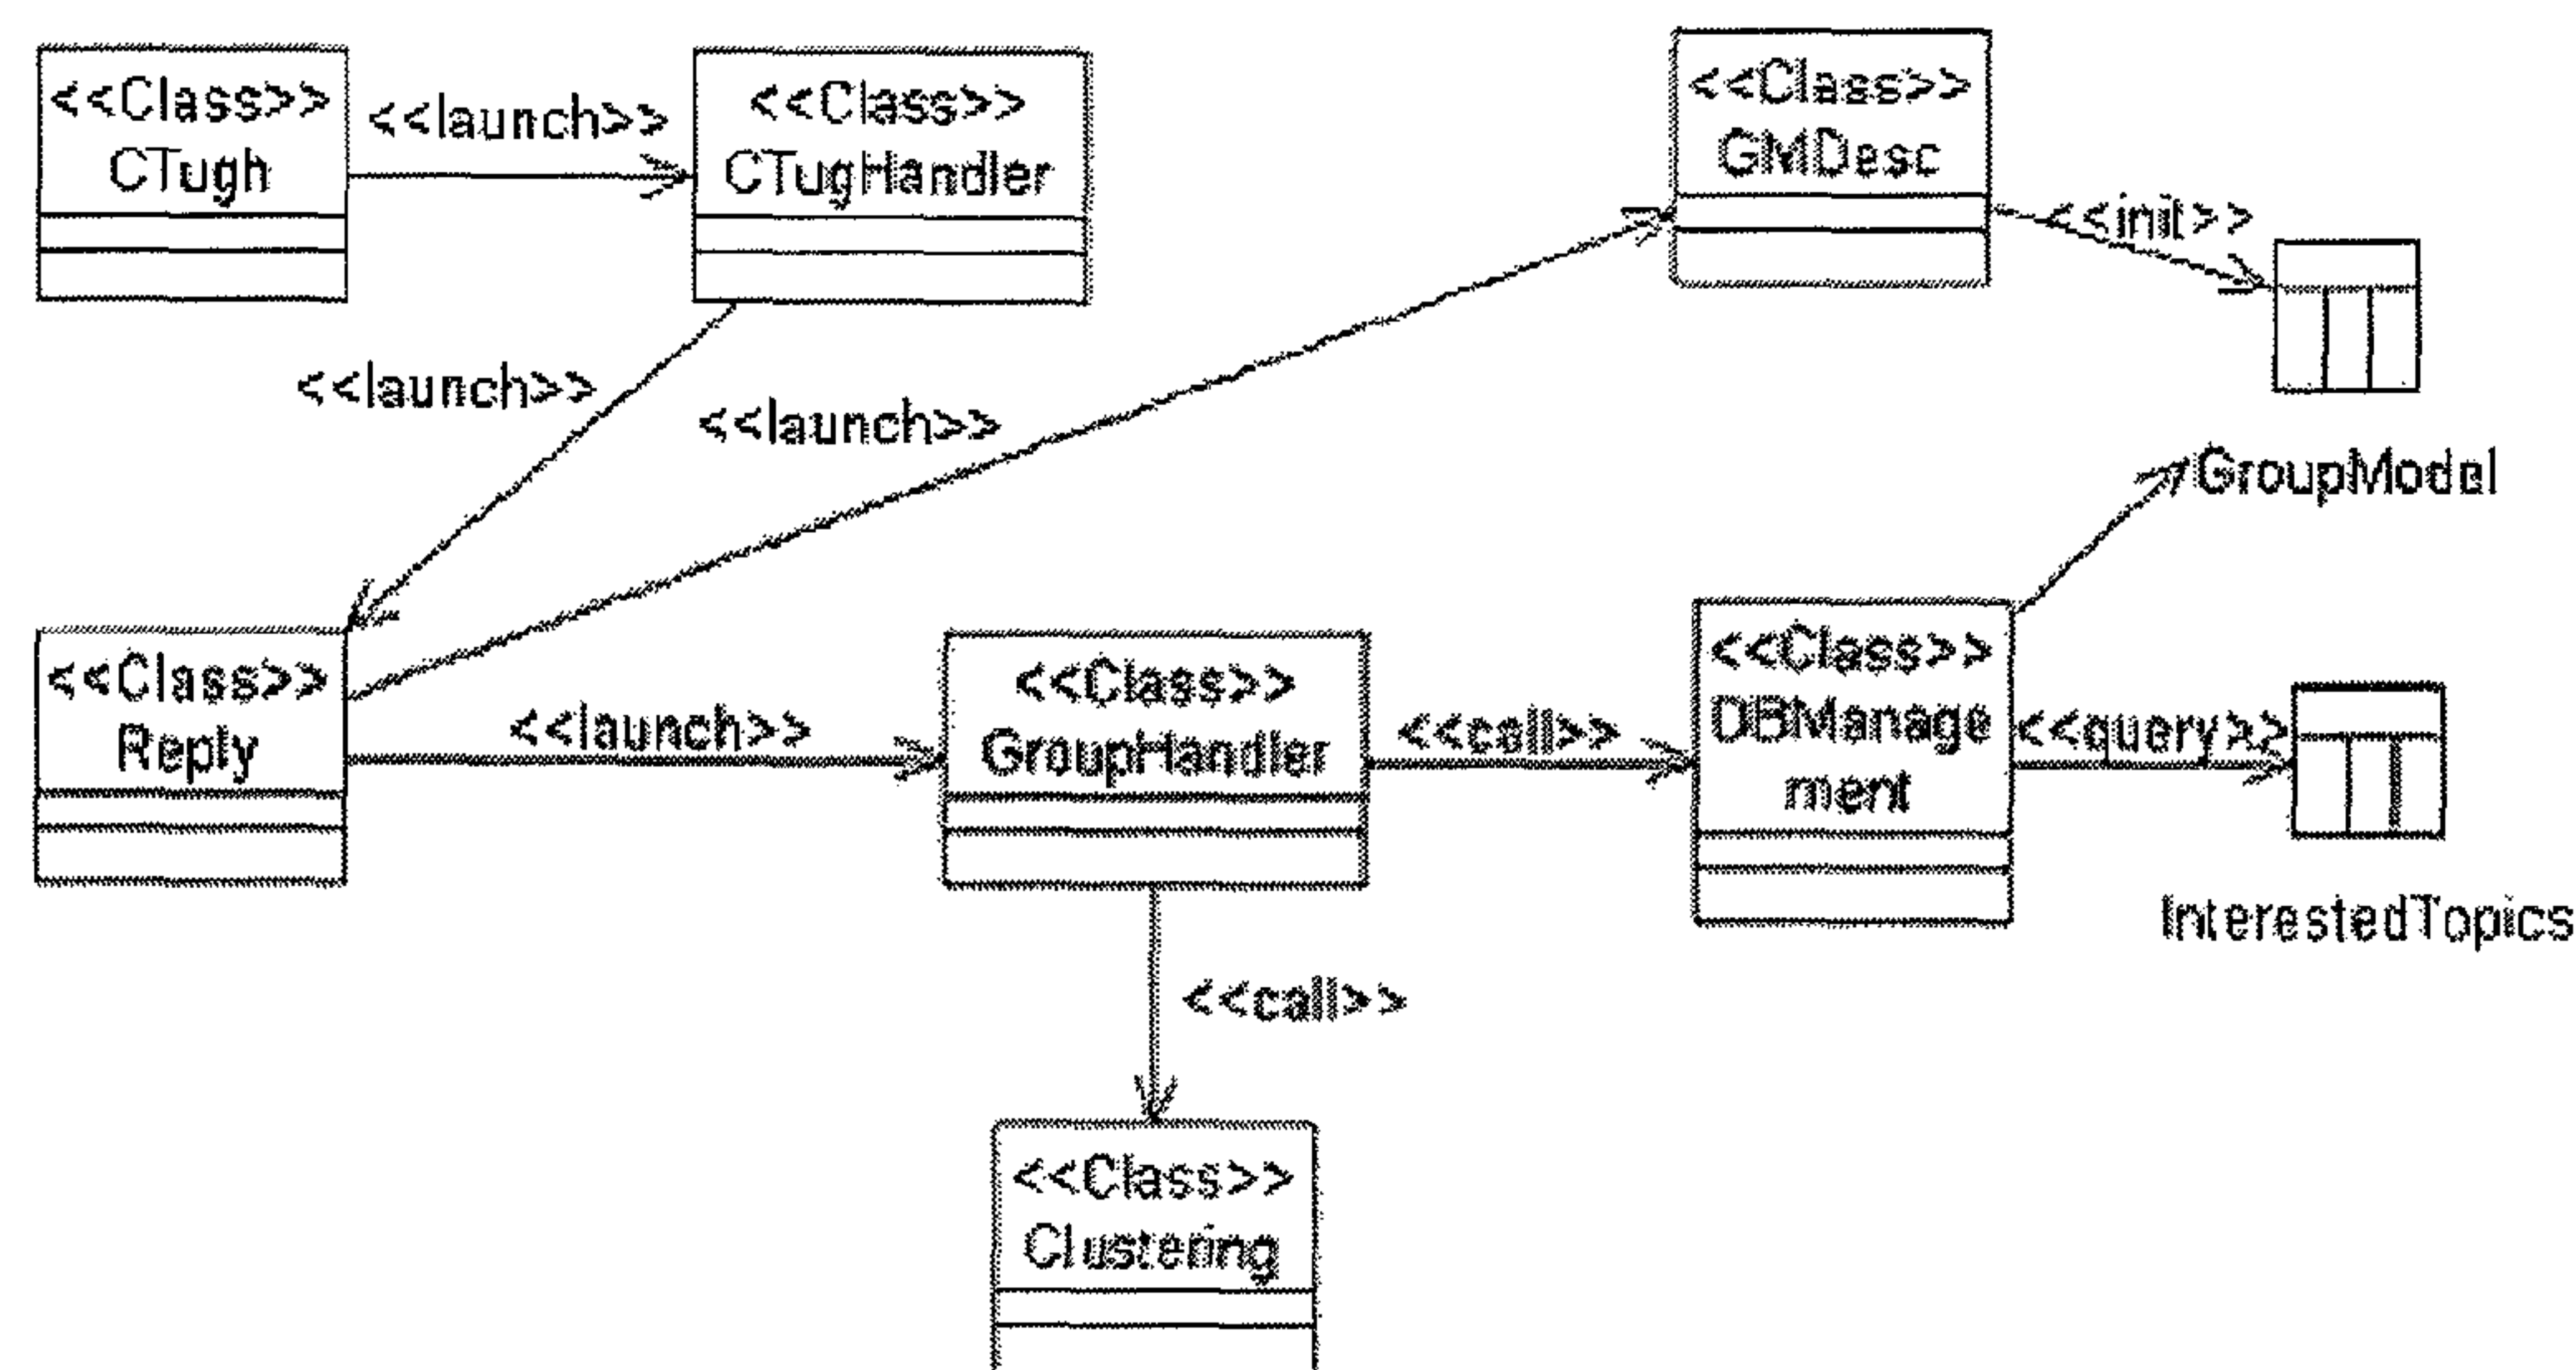 <<Class>>
CTugh
<<launch>>
<<Class>>
CTugHandler
<<Class>>
GMDesc
<<init>>
<<launch>>
<<launch>>
GroupModel
<<Class>>
Reply
<<launch>>
<<Class>>
GroupHandler
<<call>>
<<Class>>
DBManage
ment
<<query>>
InterestedTopics
<<call>>
<<Class>>
Clustering